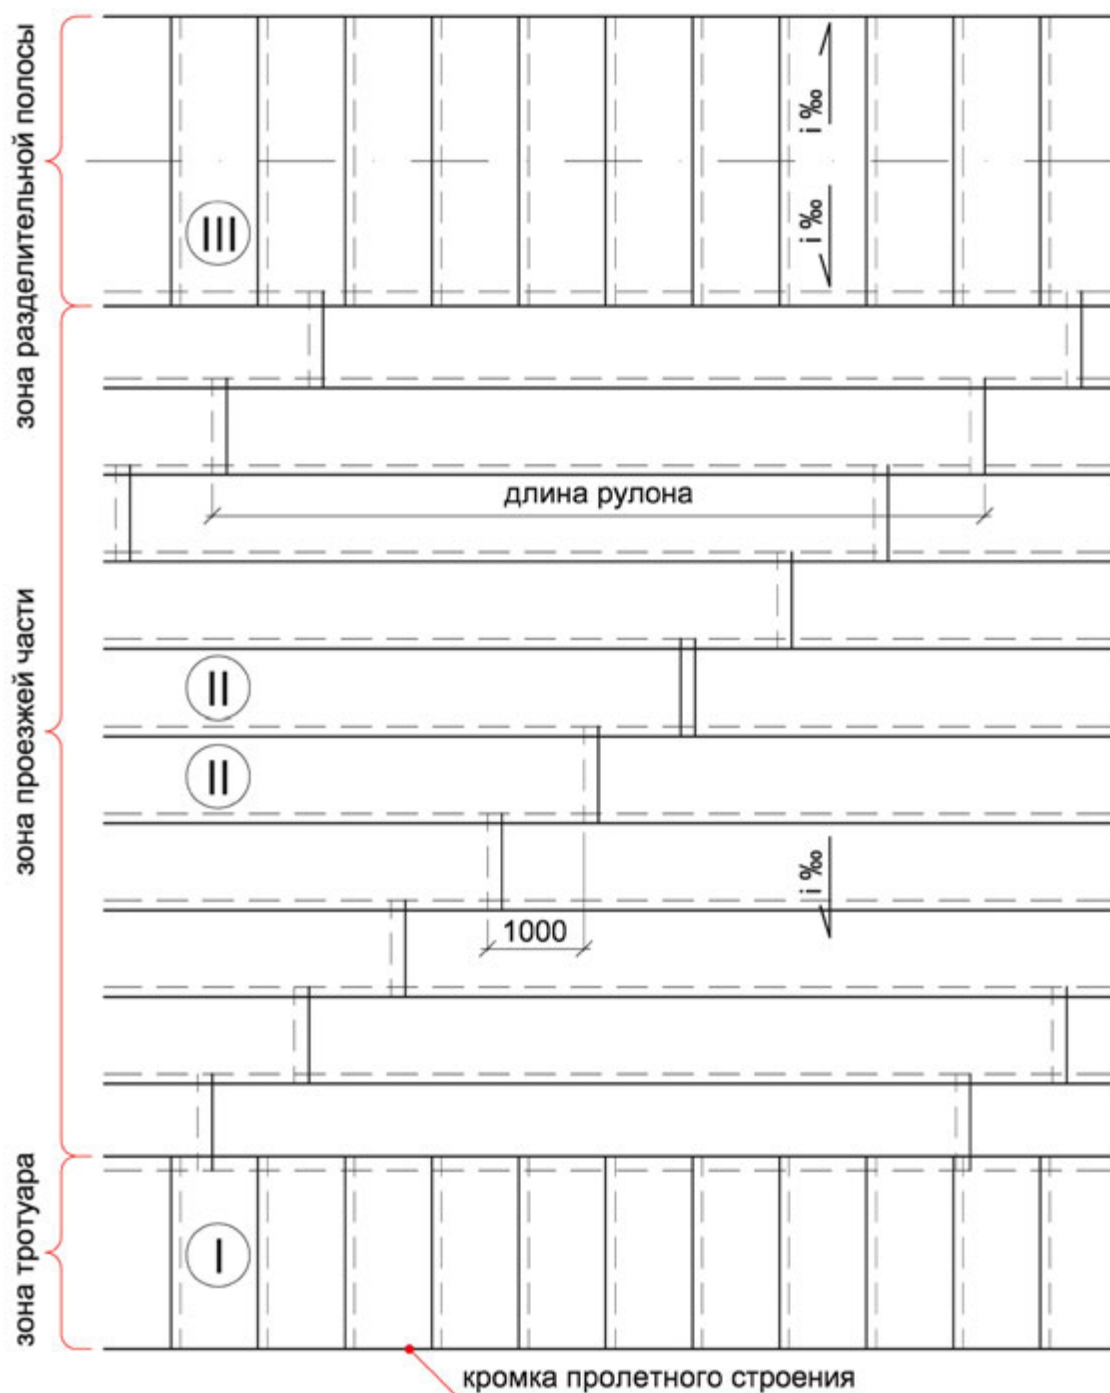 зона разделительной полосы
i ‰
i ‰
III
длина рулона
зона проезжей части
II
II
i ‰
1000
зона тротуара
I
кромка пролетного строения